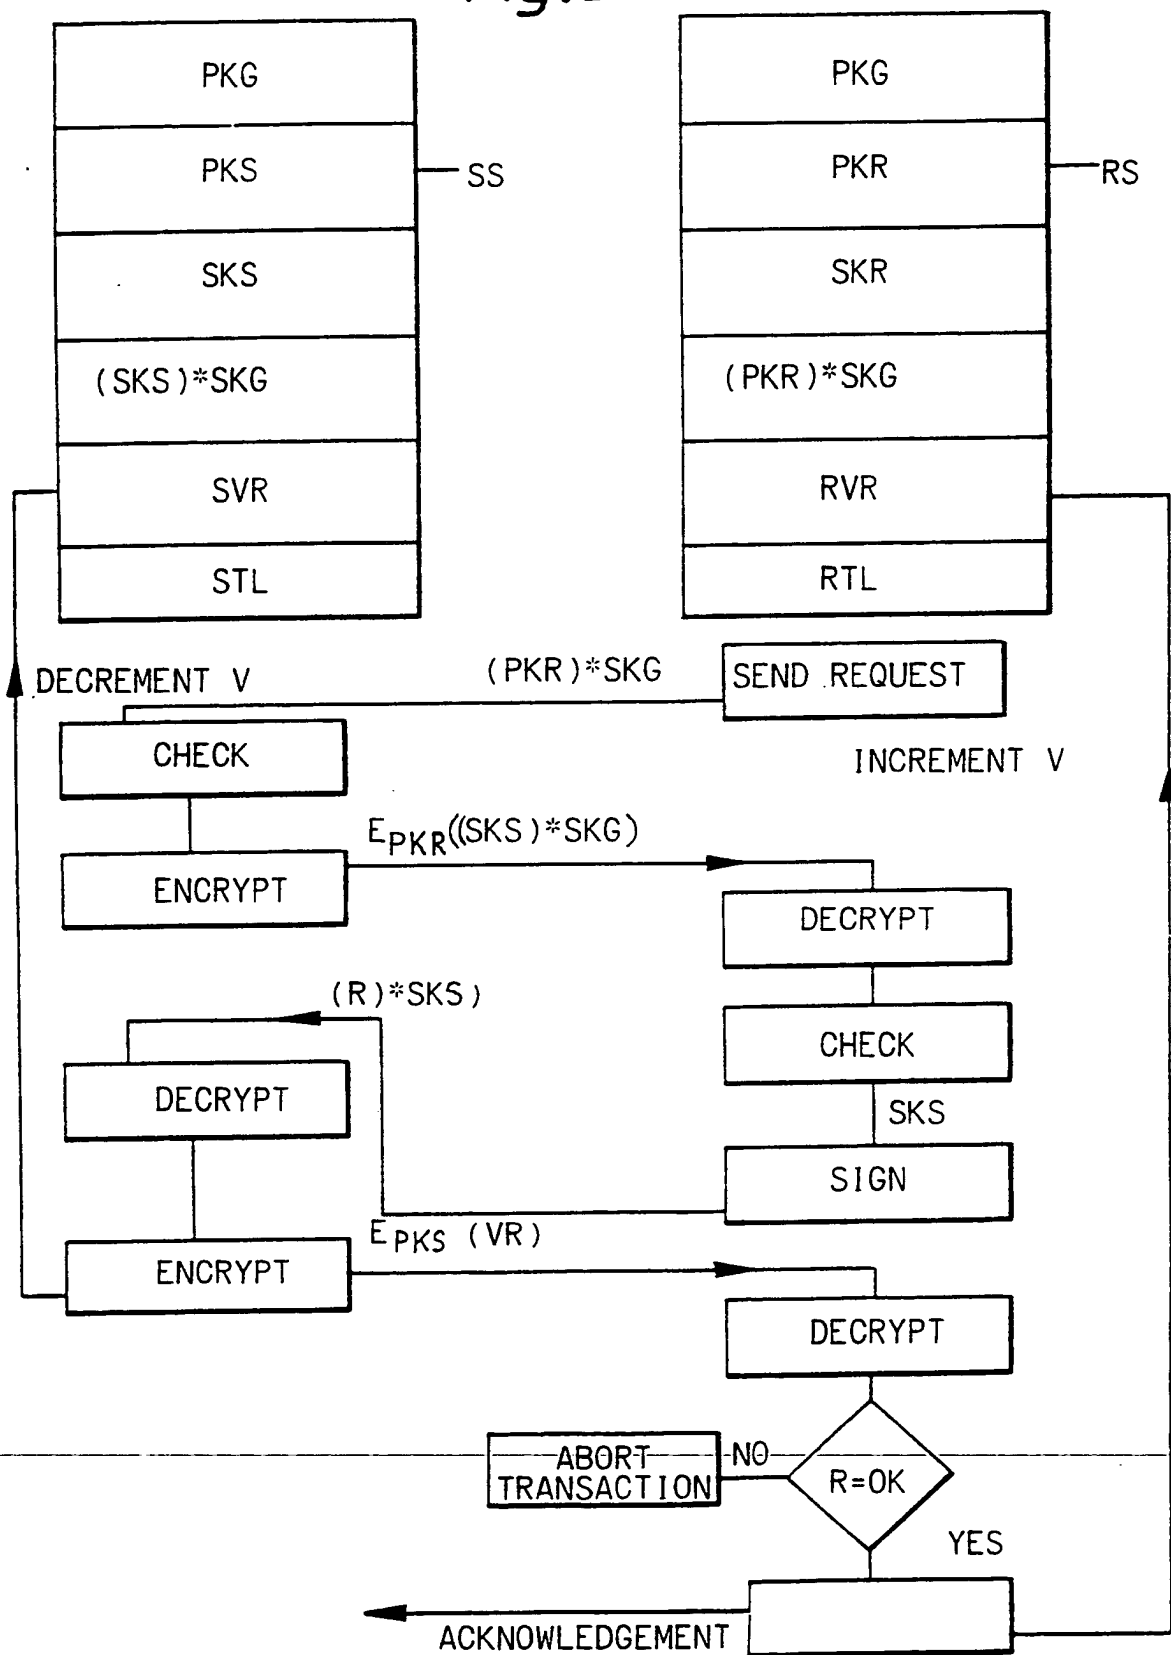 PKG
PKS
SS
SKS
(SKS)*SKG
SVR
STL
PKG
PKR
RS
SKR
(PKR)*SKG
RVR
RTL
DECREMENT V
(PKR)*SKG
SEND REQUEST
CHECK
INCREMENT V
EPKR((SKS)*SKG)
ENCRYPT
DECRYPT
(R)*SKS)
CHECK
DECRYPT
SKS
SIGN
EPKS (VR)
ENCRYPT
DECRYPT
ABORT
TRANSACTION
NO
R=OK
YES
ACKNOWLEDGEMENT